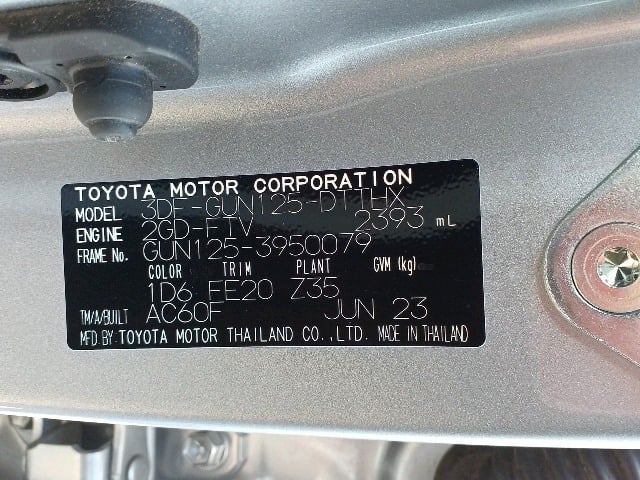 TOYOTA MOTOR CORPORATION
MODEL 3DF-GUN125-DTTHX
ENGINE 2GD-FTV 2393 mL
FRAME No. GUN125-3950079
COLOR TRIM PLANT GVM (kg)
1D6 FE20 Z35
TM/A/BUILT AC60F JUN 23
MFD.BY:TOYOTA MOTOR THAILAND CO.,LTD. MADE IN THAILAND